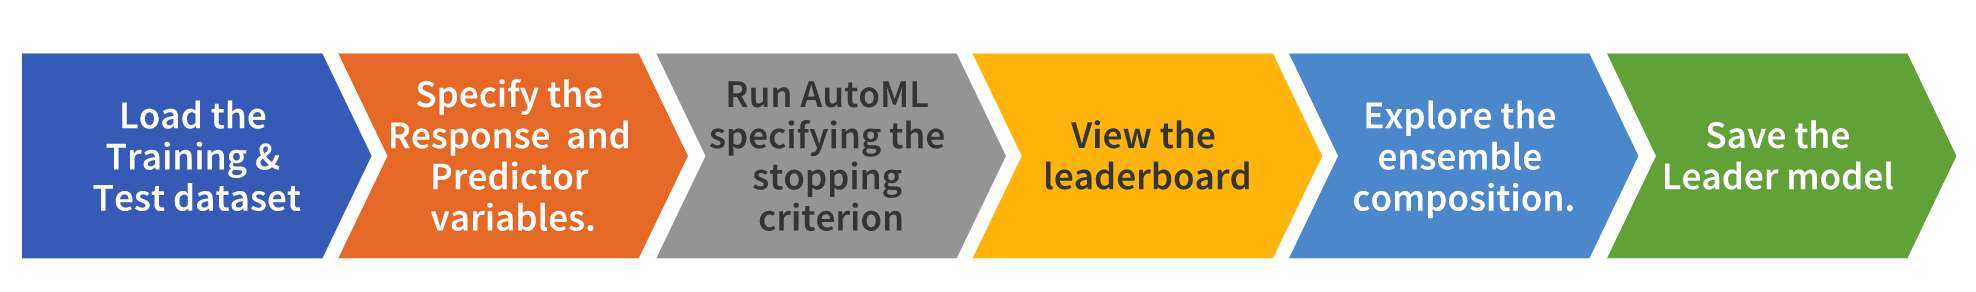 Load the
Training &
Test dataset
Specify the
Response and
Predictor
variables.
Run AutoML
specifying the
stopping
criterion
View the
leaderboard
Explore the
ensemble
composition.
Save the
Leader model